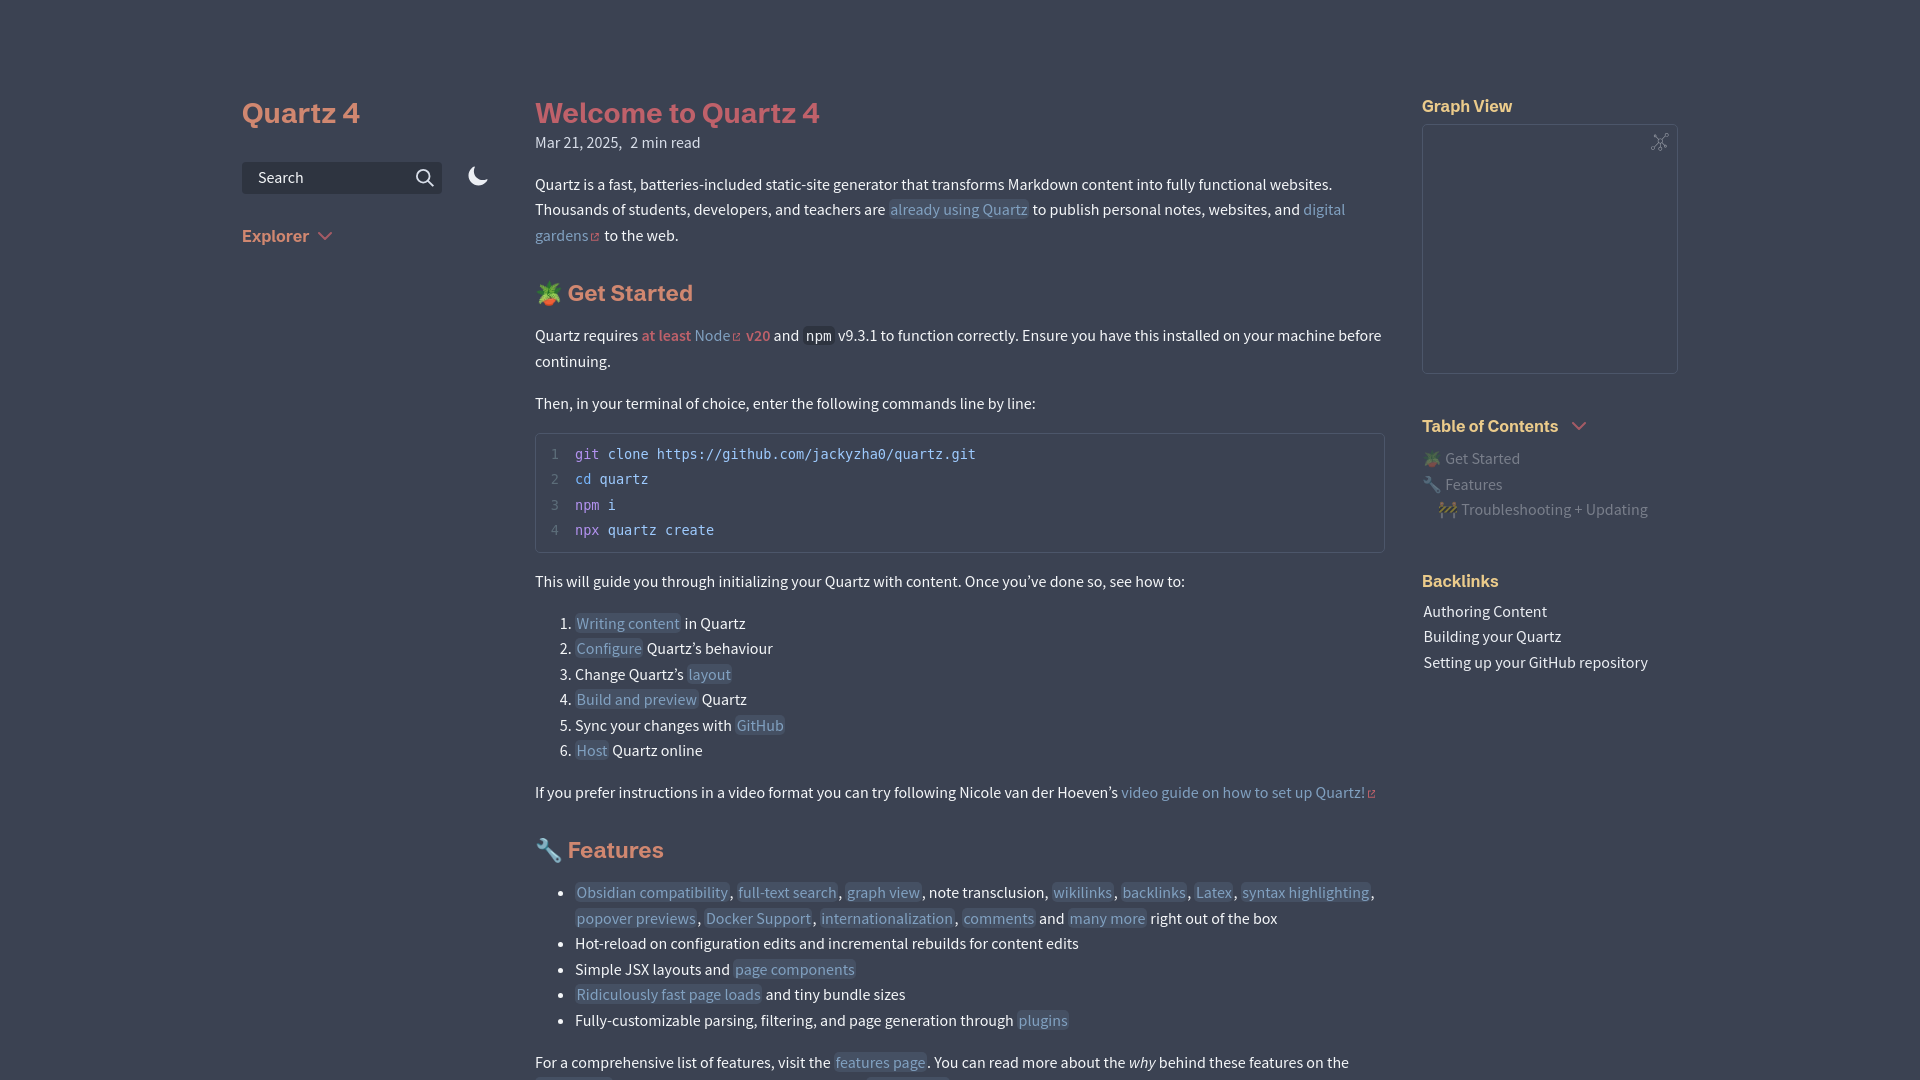 Quartz 4
Search
Explorer
Welcome to Quartz 4
Mar 21, 2025, 2 min read
Quartz is a fast, batteries-included static-site generator that transforms Markdown content into fully functional websites.
Thousands of students, developers, and teachers are already using Quartz to publish personal notes, websites, and digital
gardens to the web.
🪴 Get Started
Quartz requires at least Node v20 and npm v9.3.1 to function correctly. Ensure you have this installed on your machine before
continuing.
Then, in your terminal of choice, enter the following commands line by line:
1 git clone https://github.com/jackyzha0/quartz.git
2 cd quartz
3 npm i
4 npx quartz create
This will guide you through initializing your Quartz with content. Once you’ve done so, see how to:
1. Writing content in Quartz
2. Configure Quartz’s behaviour
3. Change Quartz’s layout
4. Build and preview Quartz
5. Sync your changes with GitHub
6. Host Quartz online
If you prefer instructions in a video format you can try following Nicole van der Hoeven’s video guide on how to set up Quartz!
🔧 Features
• Obsidian compatibility, full-text search, graph view, note transclusion, wikilinks, backlinks, Latex, syntax highlighting,
popover previews, Docker Support, internationalization, comments and many more right out of the box
• Hot-reload on configuration edits and incremental rebuilds for content edits
• Simple JSX layouts and page components
• Ridiculously fast page loads and tiny bundle sizes
• Fully-customizable parsing, filtering, and page generation through plugins
For a comprehensive list of features, visit the features page. You can read more about the why behind these features on the
Graph View
Table of Contents
🪴 Get Started
🔧 Features
🚧 Troubleshooting + Updating
Backlinks
Authoring Content
Building your Quartz
Setting up your GitHub repository